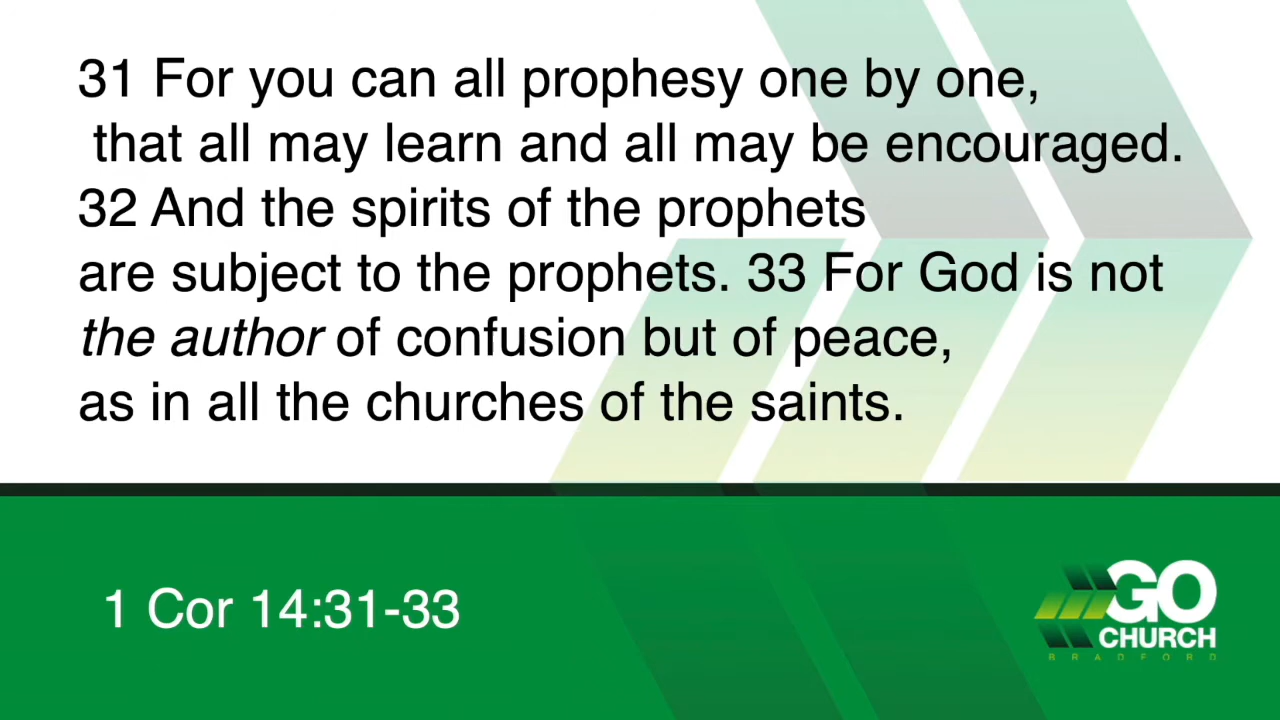 31 For you can all prophesy one by one,
that all may learn and all may be encouraged.
32 And the spirits of the prophets
are subject to the prophets. 33 For God is not
the author of confusion but of peace,
as in all the churches of the saints.
1 Cor 14:31-33
GO
CHURCH
BRADFORD